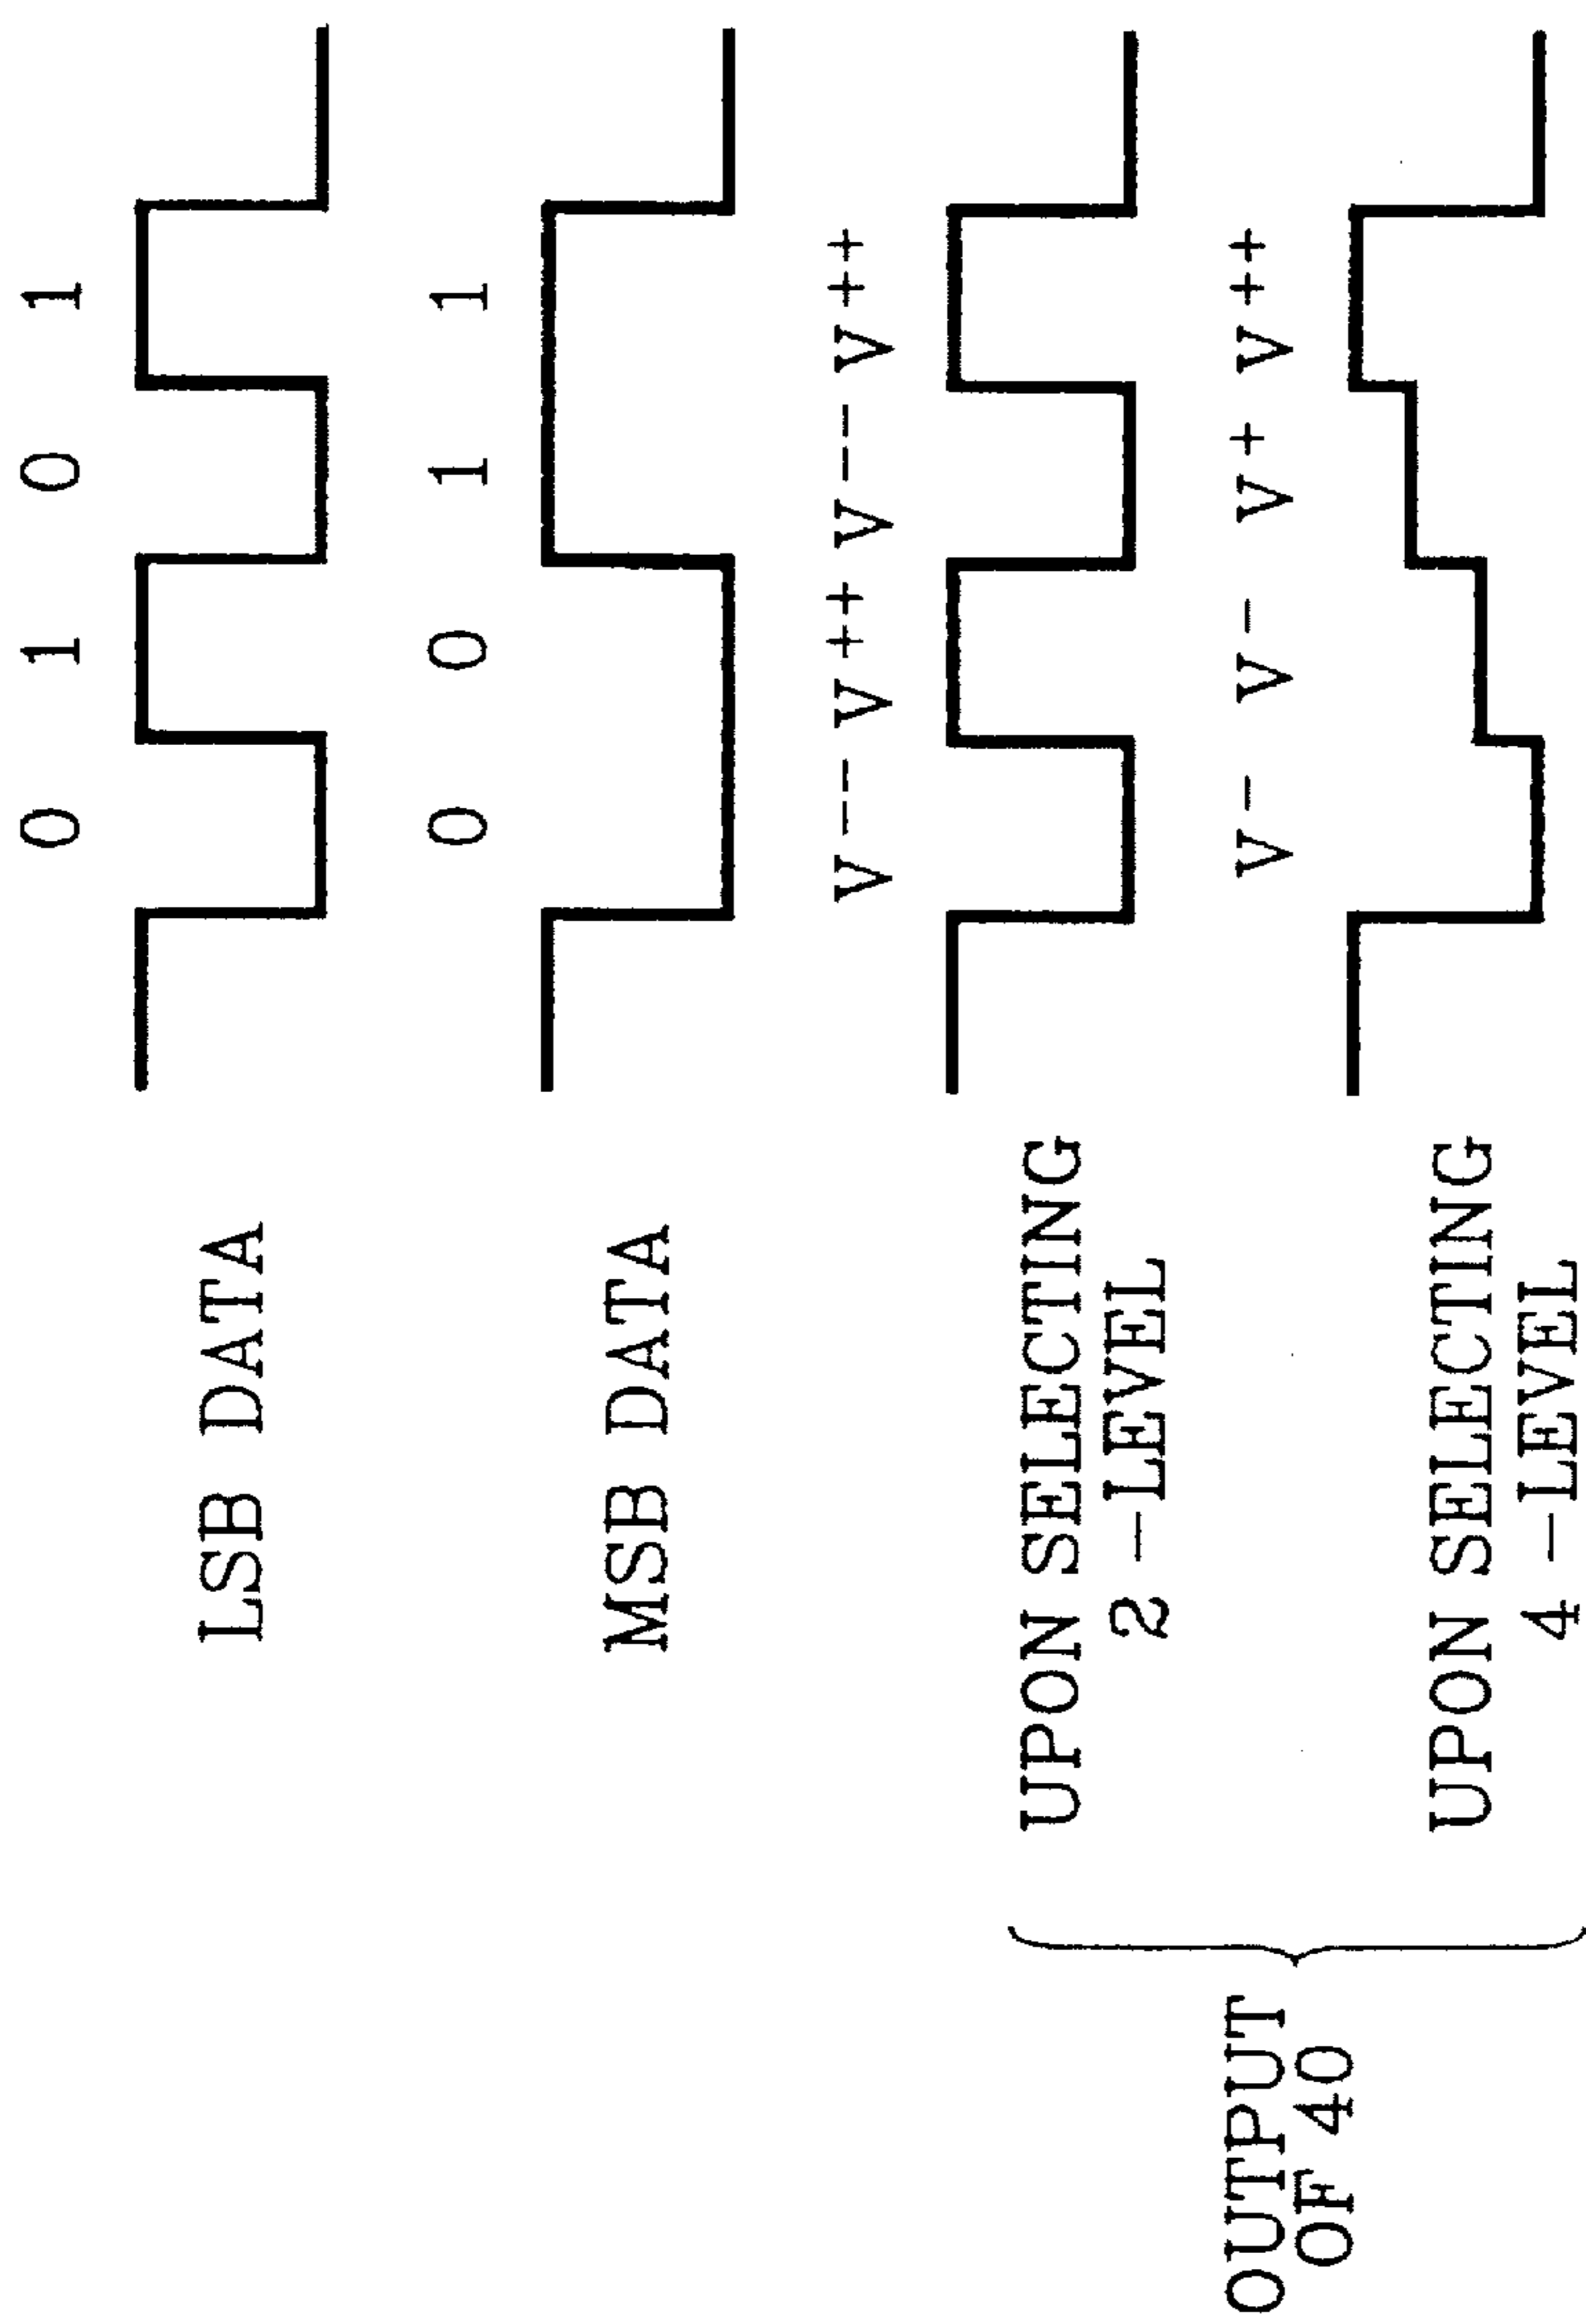 0 1 0 1
LSB DATA
0 0 1 1
MSB DATA
V-- V++ V-- V++
UPON SELECTING
2 -LEVEL
V- V- V+ V++
UPON SELECTING
4 -LEVEL
OUTPUT
OF 40